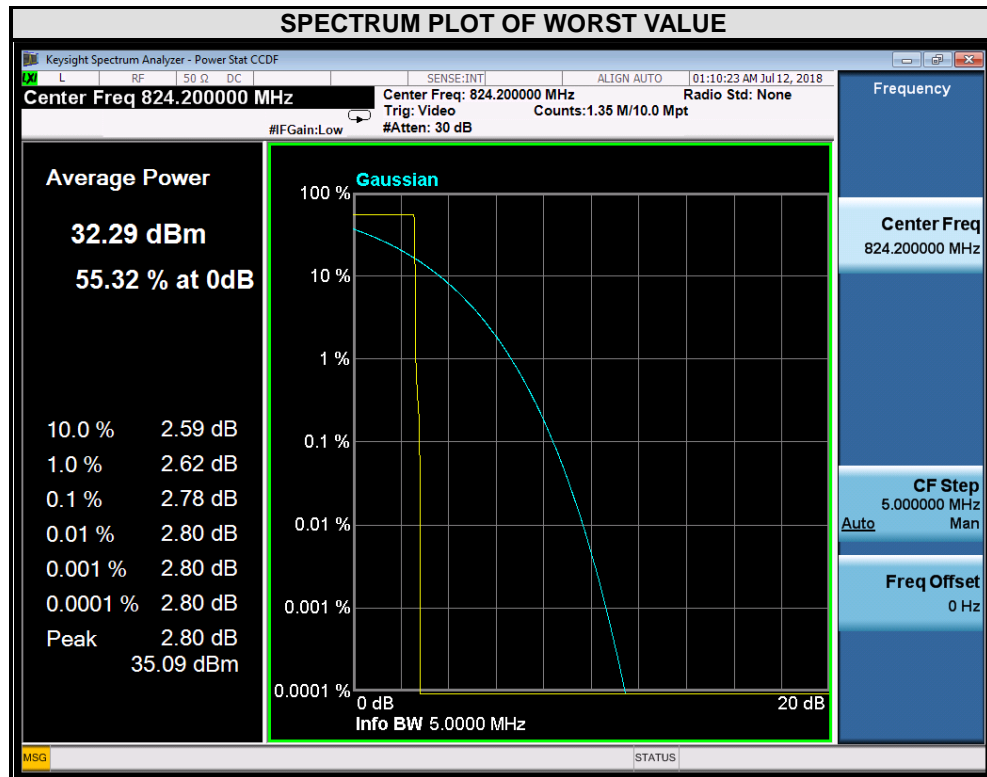 SPECTRUM PLOT OF WORST VALUE
Keysight Spectrum Analyzer - Power Stat CCDF
LXI L RF 50 Ω DC SENSE:INT ALIGN AUTO 01:10:23 AM Jul 12, 2018
Center Freq 824.200000 MHz
Center Freq: 824.200000 MHz Radio Std: None
Trig: Video Counts:1.35 M/10.0 Mpt
#IFGain:Low #Atten: 30 dB
Frequency
Average Power
32.29 dBm
55.32 % at 0dB
10.0 % 2.59 dB
1.0 % 2.62 dB
0.1 % 2.78 dB
0.01 % 2.80 dB
0.001 % 2.80 dB
0.0001 % 2.80 dB
Peak 2.80 dB
35.09 dBm
Gaussian
100 %
10 %
1 %
0.1 %
0.01 %
0.001 %
0.0001 %
0 dB 20 dB
Info BW 5.0000 MHz
Center Freq
824.200000 MHz
CF Step
5.000000 MHz
Auto Man
Freq Offset
0 Hz
MSG STATUS